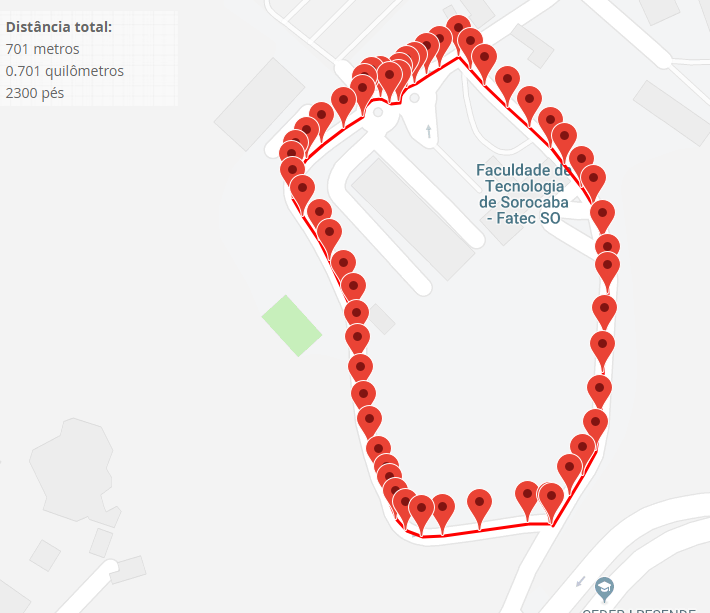 Distância total:
701 metros
0.701 quilômetros
2300 pés
Faculdade de
Tecnologia
de Sorocaba
- Fatec SO